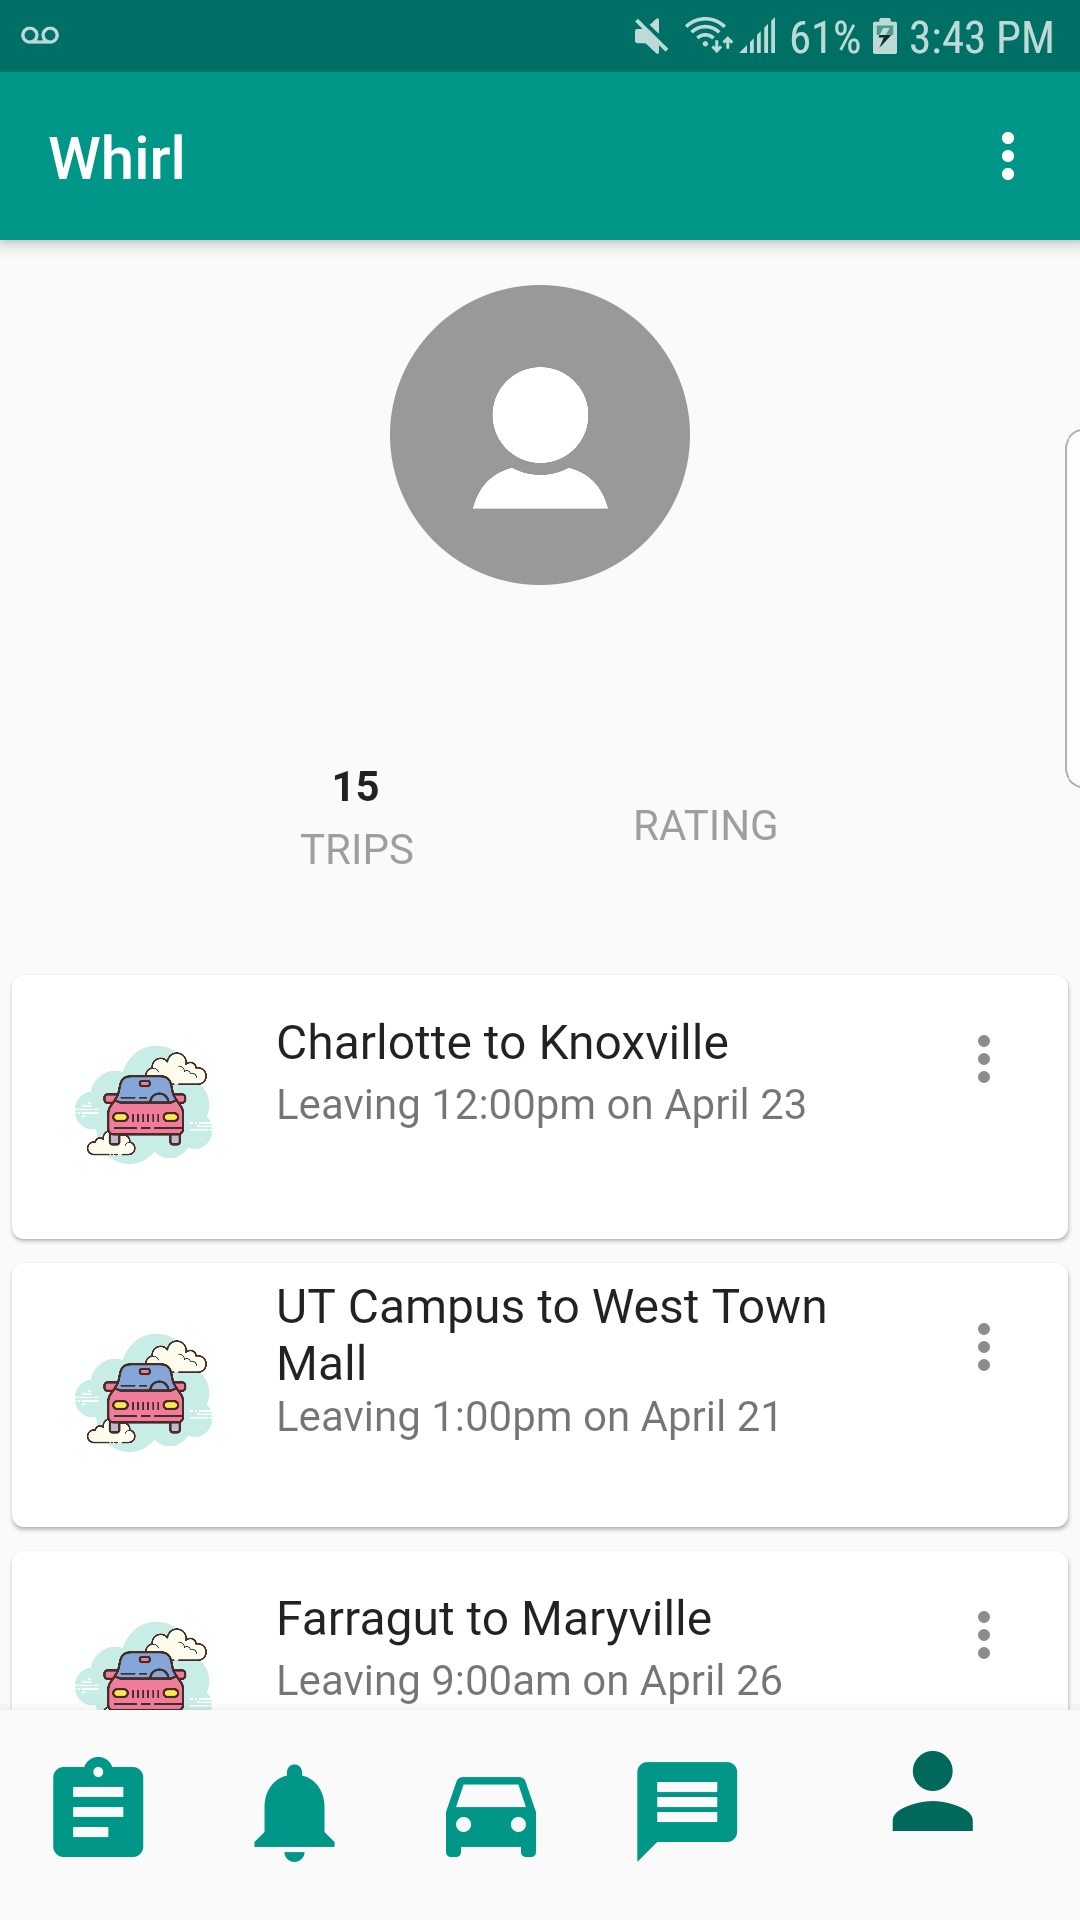 61% 3:43 PM
Whirl
15
TRIPS
RATING
Charlotte to Knoxville
Leaving 12:00pm on April 23
UT Campus to West Town
Mall
Leaving 1:00pm on April 21
Farragut to Maryville
Leaving 9:00am on April 26